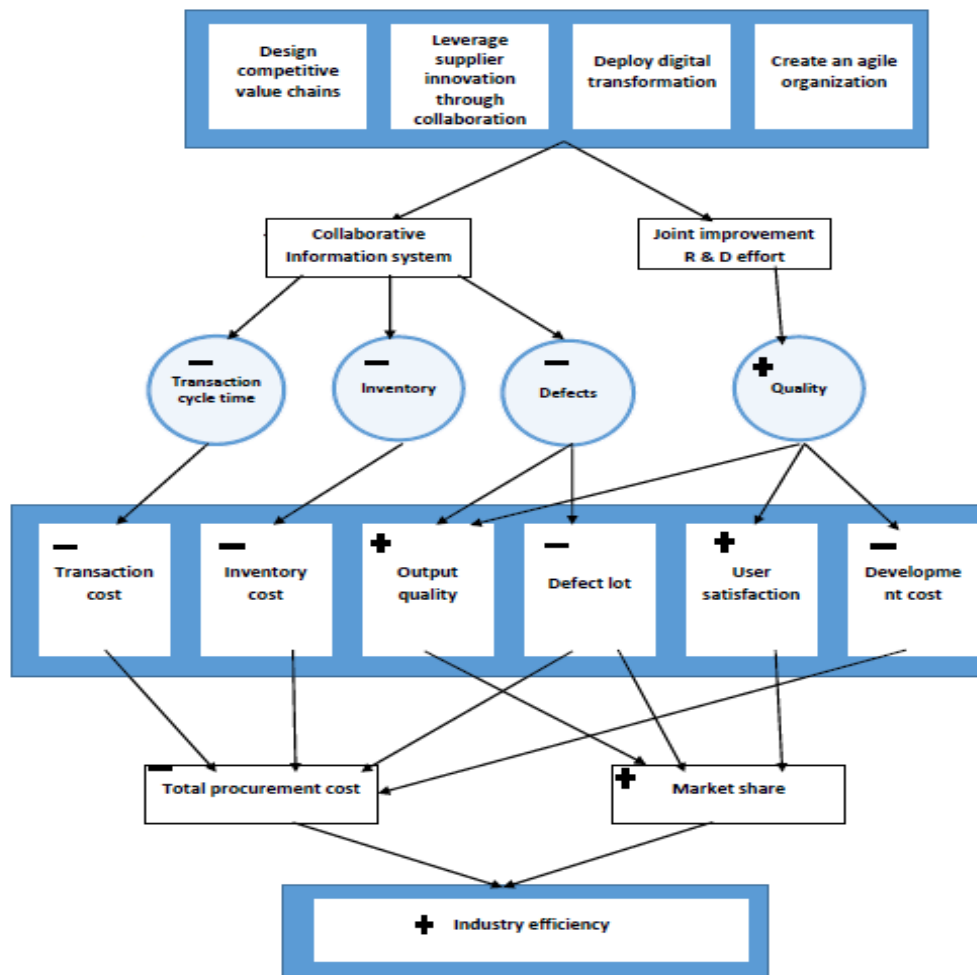 Design
competitive
value chains
Leverage
supplier
innovation
through
collaboration
Deploy digital
transformation
Create an agile
organization
Collaborative
Information system
Joint improvement
R & D effort
−
Transaction
cycle time
−
Inventory
−
Defects
+
Quality
−
Transaction
cost
−
Inventory
cost
+
Output
quality
−
Defect lot
+
User
satisfaction
−
Developme
nt cost
−
Total procurement cost
+
Market share
+ Industry efficiency